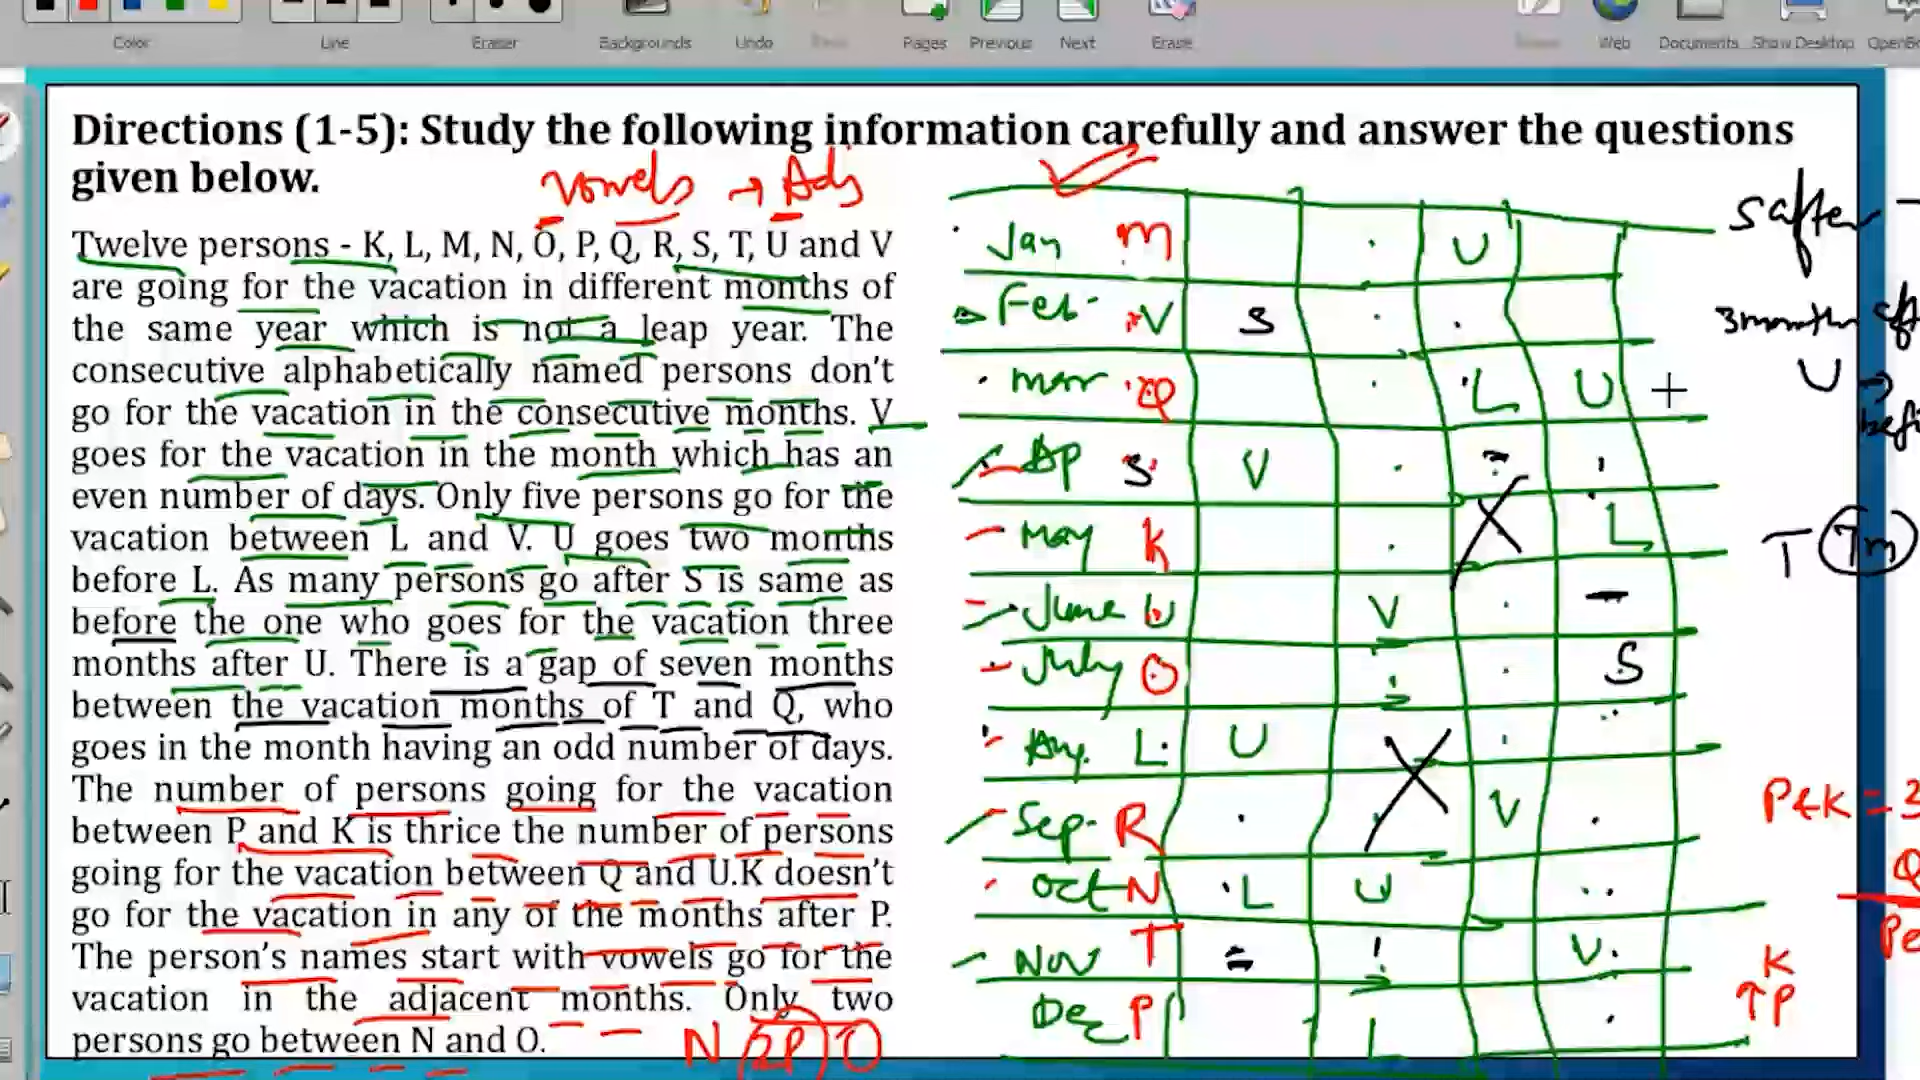 Color Line Eraser Backgrounds Undo Pages Previous Next Erase Web Documents Show Desktop
Directions (1-5): Study the following information carefully and answer the questions
given below.
vowels → Adj
Twelve persons - K, L, M, N, O, P, Q, R, S, T, U and V
are going for the vacation in different months of
the same year which is not a leap year. The
consecutive alphabetically named persons don't
go for the vacation in the consecutive months. V
goes for the vacation in the month which has an
even number of days. Only five persons go for the
vacation between L and V. U goes two months
before L. As many persons go after S is same as
before the one who goes for the vacation three
months after U. There is a gap of seven months
between the vacation months of T and Q, who
goes in the month having an odd number of days.
The number of persons going for the vacation
between P and K is thrice the number of persons
going for the vacation between Q and U.K doesn't
go for the vacation in any of the months after P.
The person's names start with vowels go for the
vacation in the adjacent months. Only two
persons go between N and O.
N 2P O
Jan M U
Feb V S
Mar Q L U
Ap S V
May K L
June U V
July O S
Aug. L U
Sep. R V
Oct N L U
Nov T V
Dec P L
S after
3 months
U →
T 7m
P & K = 3
K
↑ P